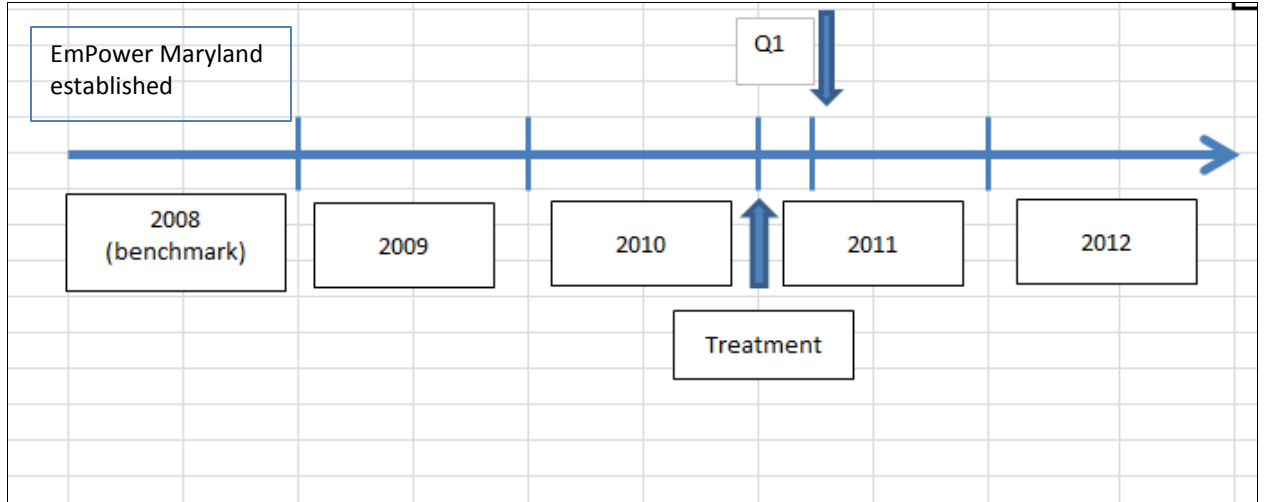 EmPower Maryland
established
Q1
2008
(benchmark)
2009
2010
2011
2012
Treatment